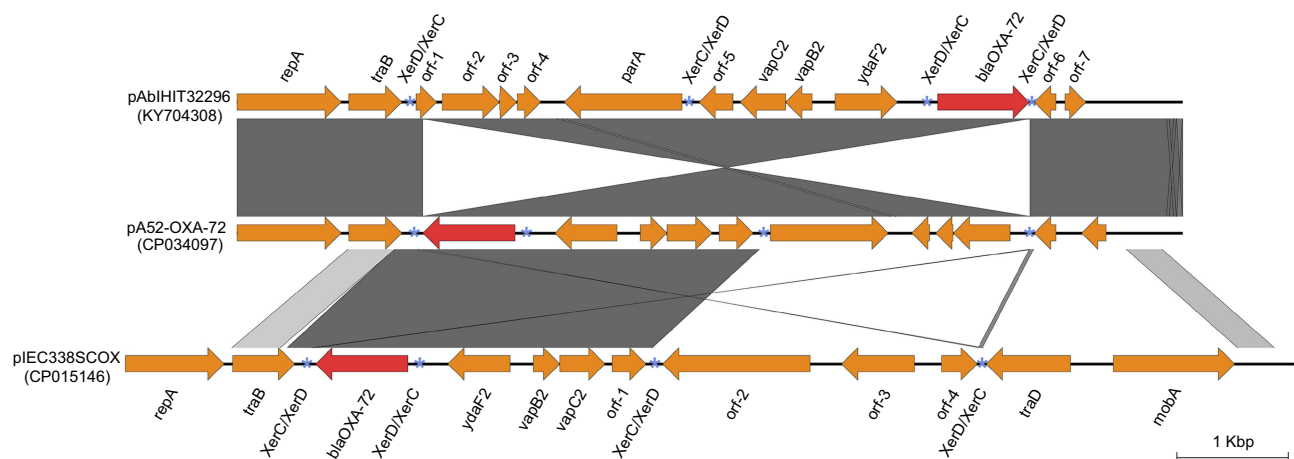 repA
traB
XerD/XerC
orf-1
orf-2
orf-3
orf-4
parA
XerC/XerD
orf-5
vapC2
vapB2
ydaF2
XerD/XerC
blaOXA-72
XerC/XerD
orf-6
orf-7
pAbIHIT32296
(KY704308)
pA52-OXA-72
(CP034097)
pIEC338SCOX
(CP015146)
repA
traB
XerC/XerD
blaOXA-72
XerD/XerC
ydaF2
vapB2
vapC2
orf-1
XerC/XerD
orf-2
orf-3
orf-4
XerD/XerC
traD
mobA
1 Kbp